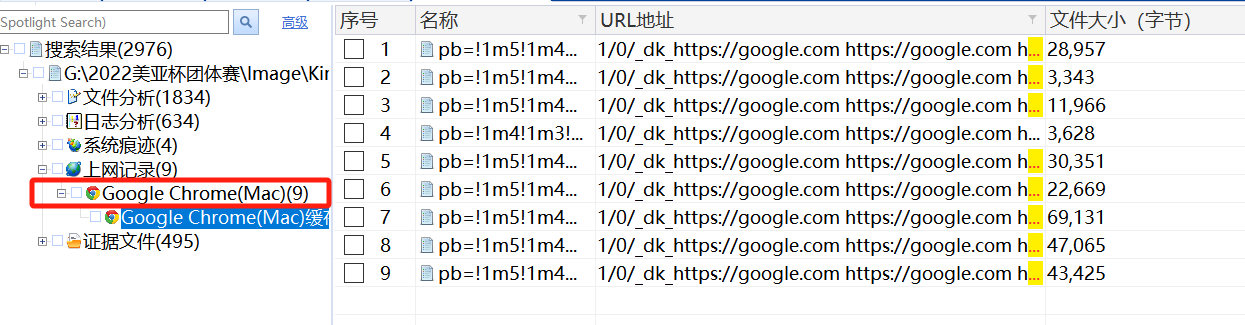 Spotlight Search)
高级
搜索结果(2976)
G:\2022美亚杯团体赛\Image\Kir
文件分析(1834)
日志分析(634)
系统痕迹(4)
上网记录(9)
Google Chrome(Mac)(9)
Google Chrome(Mac)缓存
证据文件(495)
序号 名称 URL地址 文件大小（字节）
1 pb=!1m5!1m4... 1/0/_dk_https://google.com https://google.com h... 28,957
2 pb=!1m5!1m4... 1/0/_dk_https://google.com https://google.com h... 3,343
3 pb=!1m5!1m4... 1/0/_dk_https://google.com https://google.com h... 11,966
4 pb=!1m4!1m3!... 1/0/_dk_https://google.com https://google.com h... 3,628
5 pb=!1m5!1m4... 1/0/_dk_https://google.com https://google.com h... 30,351
6 pb=!1m5!1m4... 1/0/_dk_https://google.com https://google.com h... 22,669
7 pb=!1m5!1m4... 1/0/_dk_https://google.com https://google.com h... 69,131
8 pb=!1m5!1m4... 1/0/_dk_https://google.com https://google.com h... 47,065
9 pb=!1m5!1m4... 1/0/_dk_https://google.com https://google.com h... 43,425